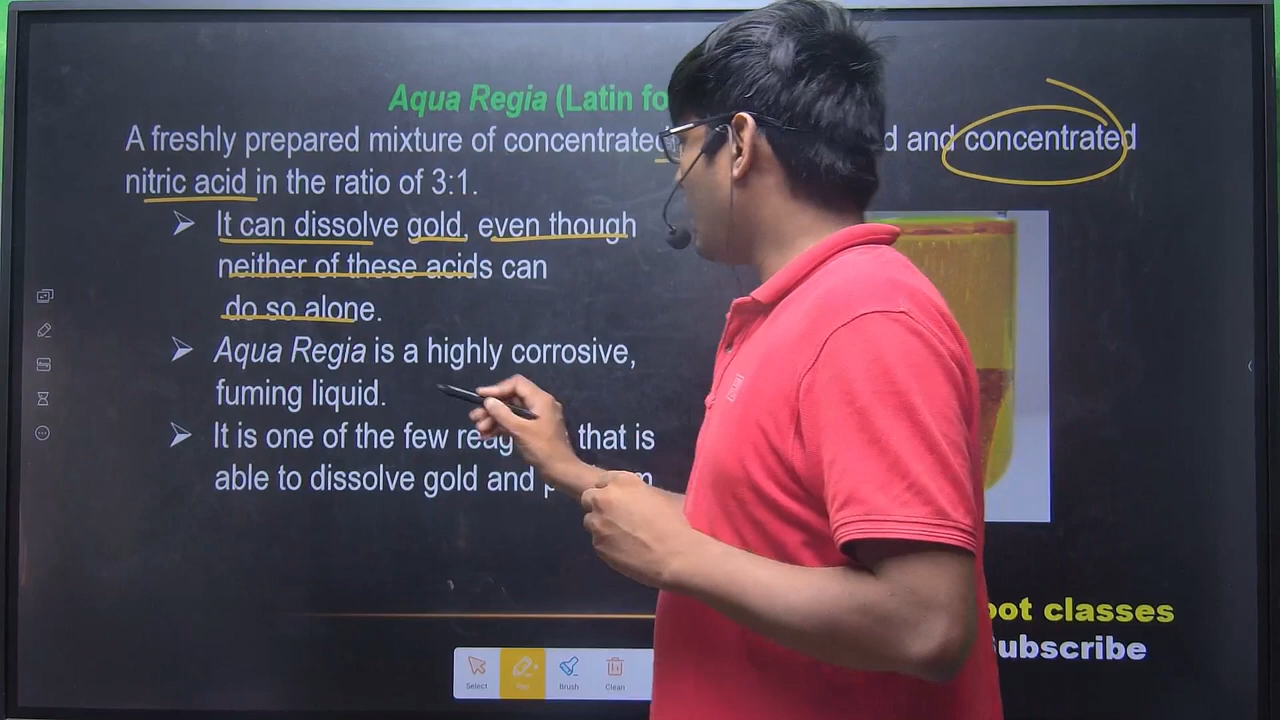 Aqua Regia (Latin fo
A freshly prepared mixture of concentrated d and concentrated
nitric acid in the ratio of 3:1.
It can dissolve gold, even though
neither of these acids can
do so alone.
Aqua Regia is a highly corrosive,
fuming liquid.
It is one of the few that is
able to dissolve gold and
oot classes
Subscribe
Select Pen Brush Clean